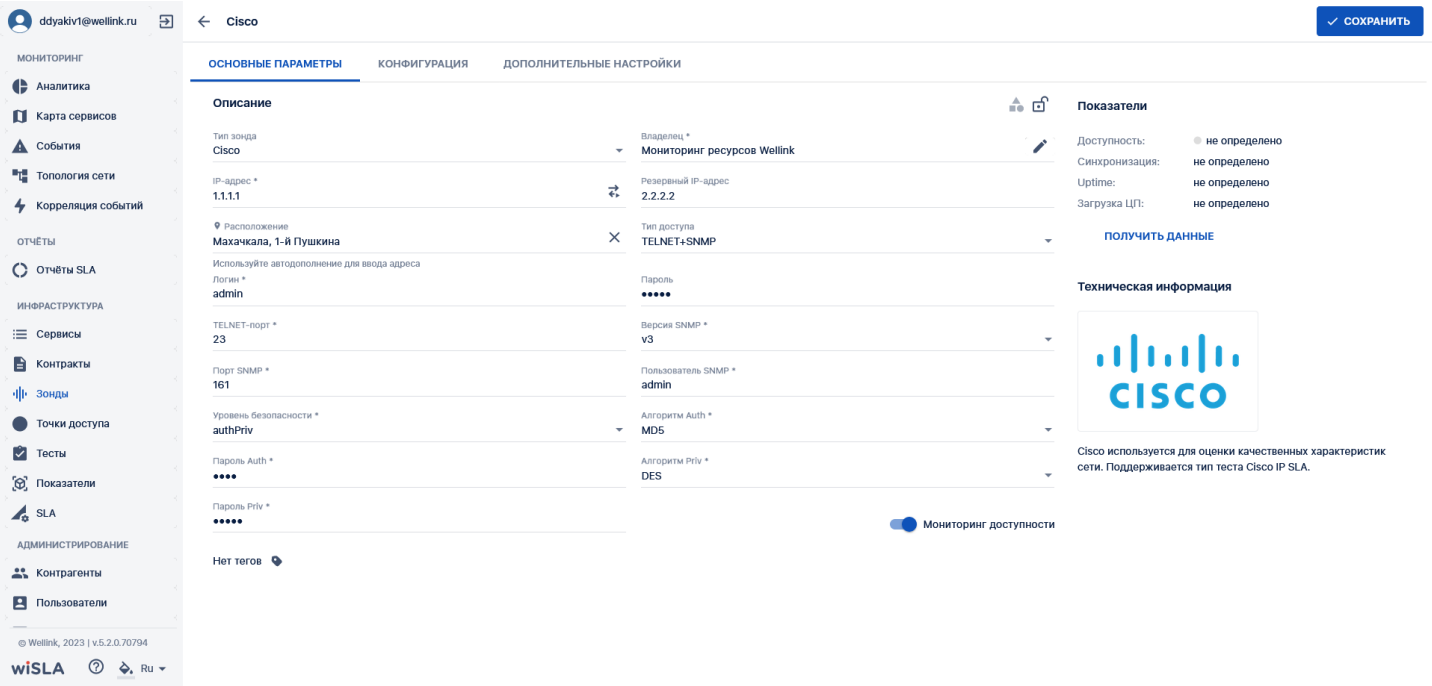 ddyakiv1@wellink.ru
МОНИТОРИНГ
Аналитика
Карта сервисов
События
Топология сети
Корреляция событий
ОТЧЁТЫ
Отчёты SLA
ИНФРАСТРУКТУРА
Сервисы
Контракты
Зонды
Точки доступа
Тесты
Показатели
SLA
АДМИНИСТРИРОВАНИЕ
Контрагенты
Пользователи
© Wellink, 2023 | v.5.2.0.70794
wiSLA
Ru
Cisco
СОХРАНИТЬ
ОСНОВНЫЕ ПАРАМЕТРЫ КОНФИГУРАЦИЯ ДОПОЛНИТЕЛЬНЫЕ НАСТРОЙКИ
Описание
Тип зонда
Cisco
Владелец *
Мониторинг ресурсов Wellink
IP-адрес *
1.1.1.1
Резервный IP-адрес
2.2.2.2
Расположение
Махачкала, 1-й Пушкина
Используйте автодополнение для ввода адреса
Тип доступа
TELNET+SNMP
Логин *
admin
Пароль
•••••
TELNET-порт *
23
Версия SNMP *
v3
Порт SNMP *
161
Пользователь SNMP *
admin
Уровень безопасности *
authPriv
Алгоритм Auth *
MD5
Пароль Auth *
••••
Алгоритм Priv *
DES
Пароль Priv *
•••••
Мониторинг доступности
Нет тегов
Показатели
Доступность: не определено
Синхронизация: не определено
Uptime: не определено
Загрузка ЦП: не определено
ПОЛУЧИТЬ ДАННЫЕ
Техническая информация
CISCO
Cisco используется для оценки качественных характеристик
сети. Поддерживается тип теста Cisco IP SLA.